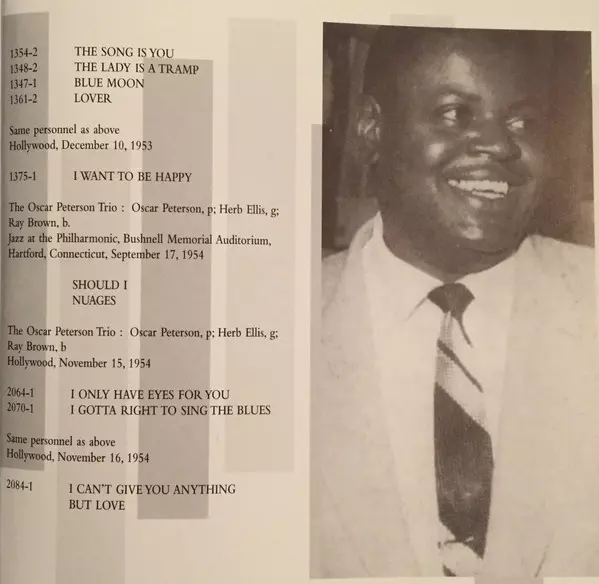 1354-2 THE SONG IS YOU
1348-2 THE LADY IS A TRAMP
1347-1 BLUE MOON
1361-2 LOVER
Same personnel as above
Hollywood, December 10, 1953
1375-1 I WANT TO BE HAPPY
The Oscar Peterson Trio : Oscar Peterson, p; Herb Ellis, g;
Ray Brown, b.
Jazz at the Philharmonic, Bushnell Memorial Auditorium,
Hartford, Connecticut, September 17, 1954
SHOULD I
NUAGES
The Oscar Peterson Trio : Oscar Peterson, p; Herb Ellis, g;
Ray Brown, b
Hollywood, November 15, 1954
2064-1 I ONLY HAVE EYES FOR YOU
2070-1 I GOTTA RIGHT TO SING THE BLUES
Same personnel as above
Hollywood, November 16, 1954
2084-1 I CAN'T GIVE YOU ANYTHING
BUT LOVE